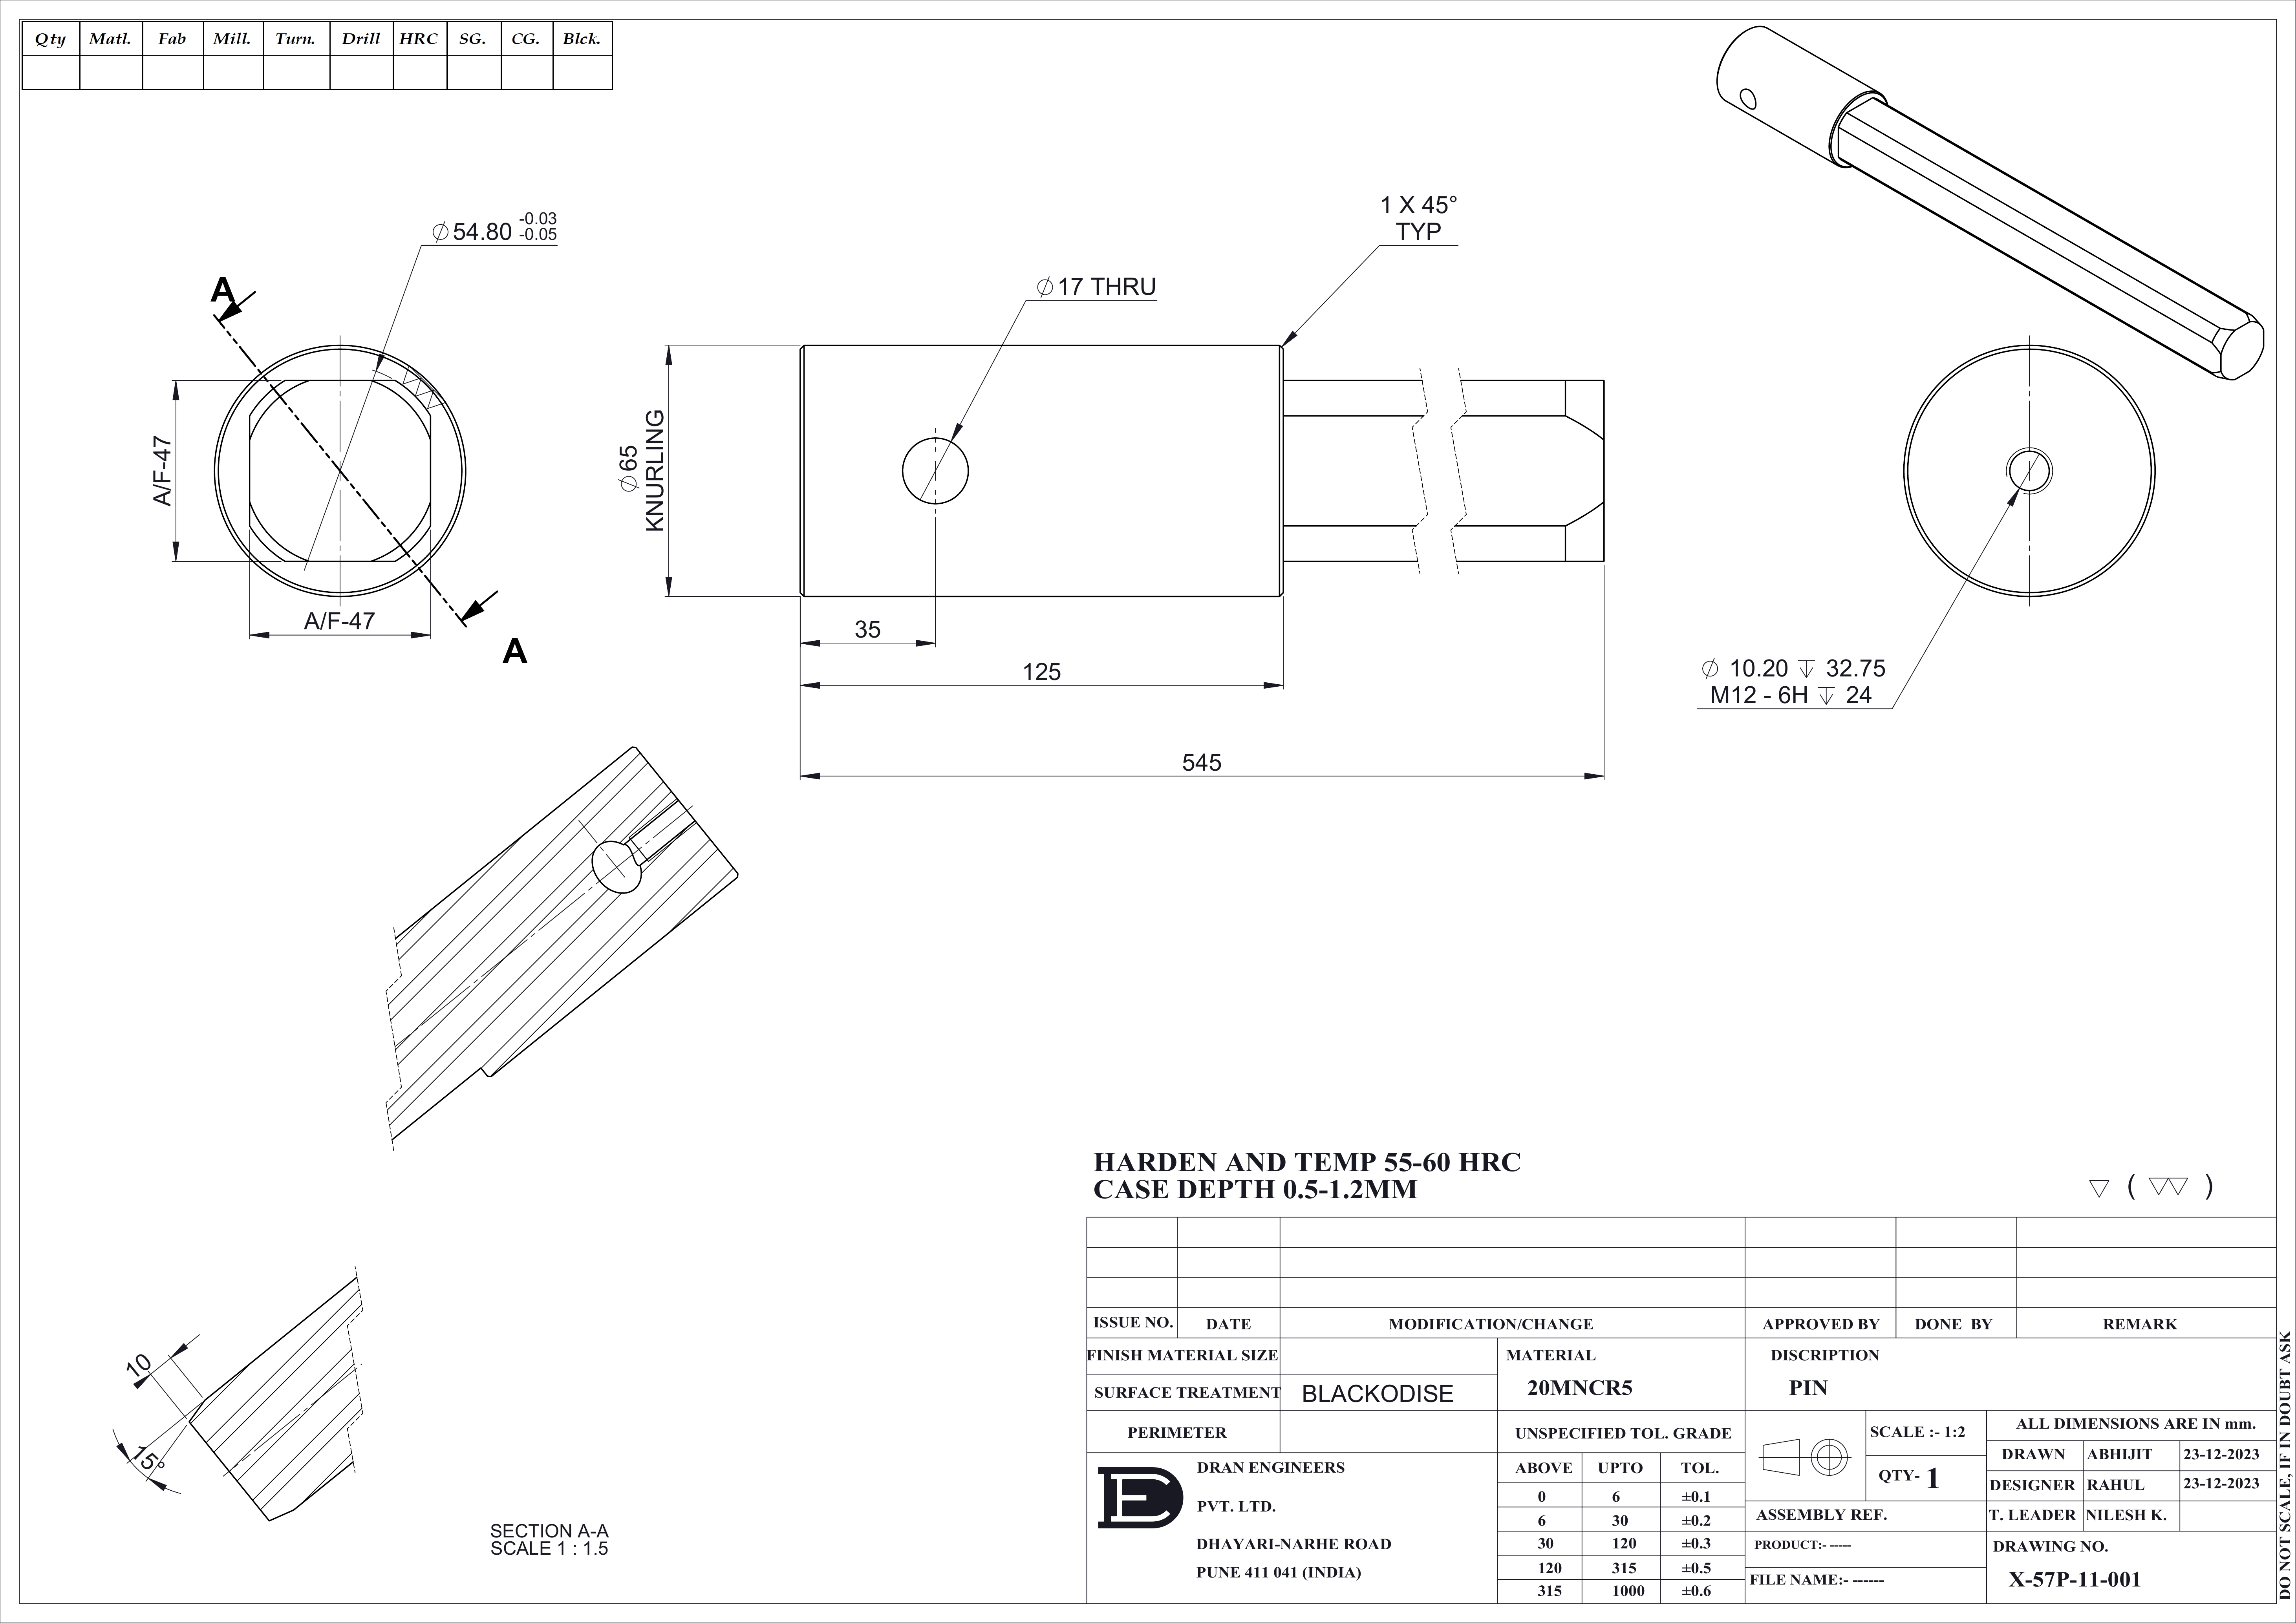 Qty Matl. Fab Mill. Turn. Drill HRC SG. CG. Blck.
⌀54.80 -0.03 -0.05
A
A/F-47
A/F-47
A
1 X 45°
TYP
⌀17 THRU
⌀65
KNURLING
35
125
545
⌀ 10.20 ↧ 32.75
M12 - 6H ↧ 24
10
15°
SECTION A-A
SCALE 1 : 1.5
HARDEN AND TEMP 55-60 HRC
CASE DEPTH 0.5-1.2MM
▽ ( ▽▽ )
ISSUE NO. DATE MODIFICATION/CHANGE APPROVED BY DONE BY REMARK
FINISH MATERIAL SIZE
SURFACE TREATMENT BLACKODISE
PERIMETER
MATERIAL
20MNCR5
DISCRIPTION
PIN
UNSPECIFIED TOL. GRADE
ABOVE UPTO TOL.
0 6 ±0.1
6 30 ±0.2
30 120 ±0.3
120 315 ±0.5
315 1000 ±0.6
DRAN ENGINEERS
PVT. LTD.
DHAYARI-NARHE ROAD
PUNE 411 041 (INDIA)
SCALE :- 1:2
QTY- 1
ALL DIMENSIONS ARE IN mm.
DRAWN ABHIJIT 23-12-2023
DESIGNER RAHUL 23-12-2023
T. LEADER NILESH K.
ASSEMBLY REF.
PRODUCT:- -----
FILE NAME:- ------
DRAWING NO.
X-57P-11-001
DO NOT SCALE, IF IN DOUBT ASK